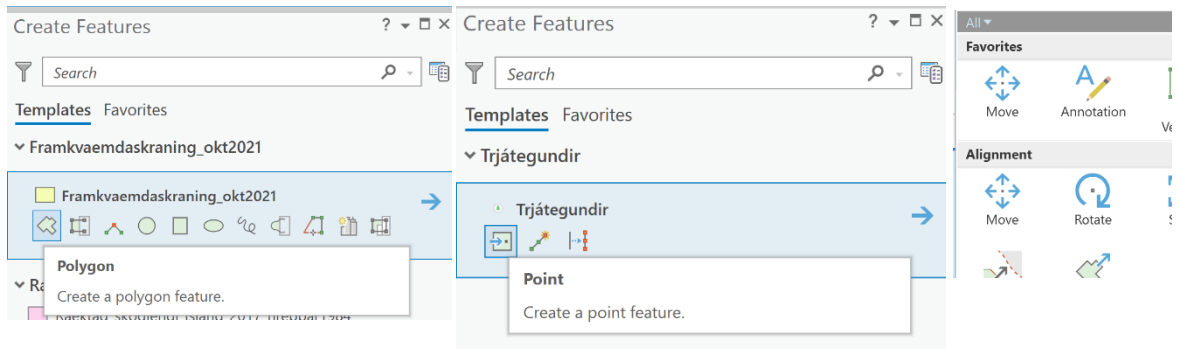 Create Features
Search
Templates Favorites
Framkvaemdaskraning_okt2021
Framkvaemdaskraning_okt2021
Polygon
Create a polygon feature.
Create Features
Search
Templates Favorites
Trjátegundir
Trjátegundir
Point
Create a point feature.
All
Favorites
Move Annotation
Alignment
Move Rotate